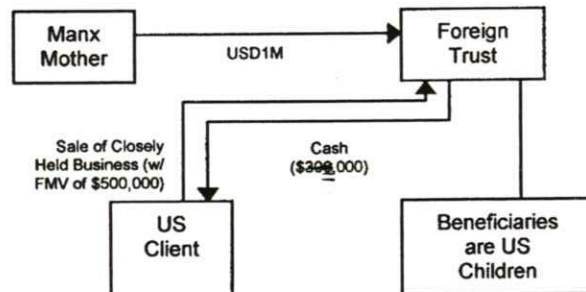 Manx
Mother
USD1M
Foreign
Trust
Sale of Closely
Held Business (w/
FMV of $500,000)
Cash
US
Client
Beneficiaries
are US
Children